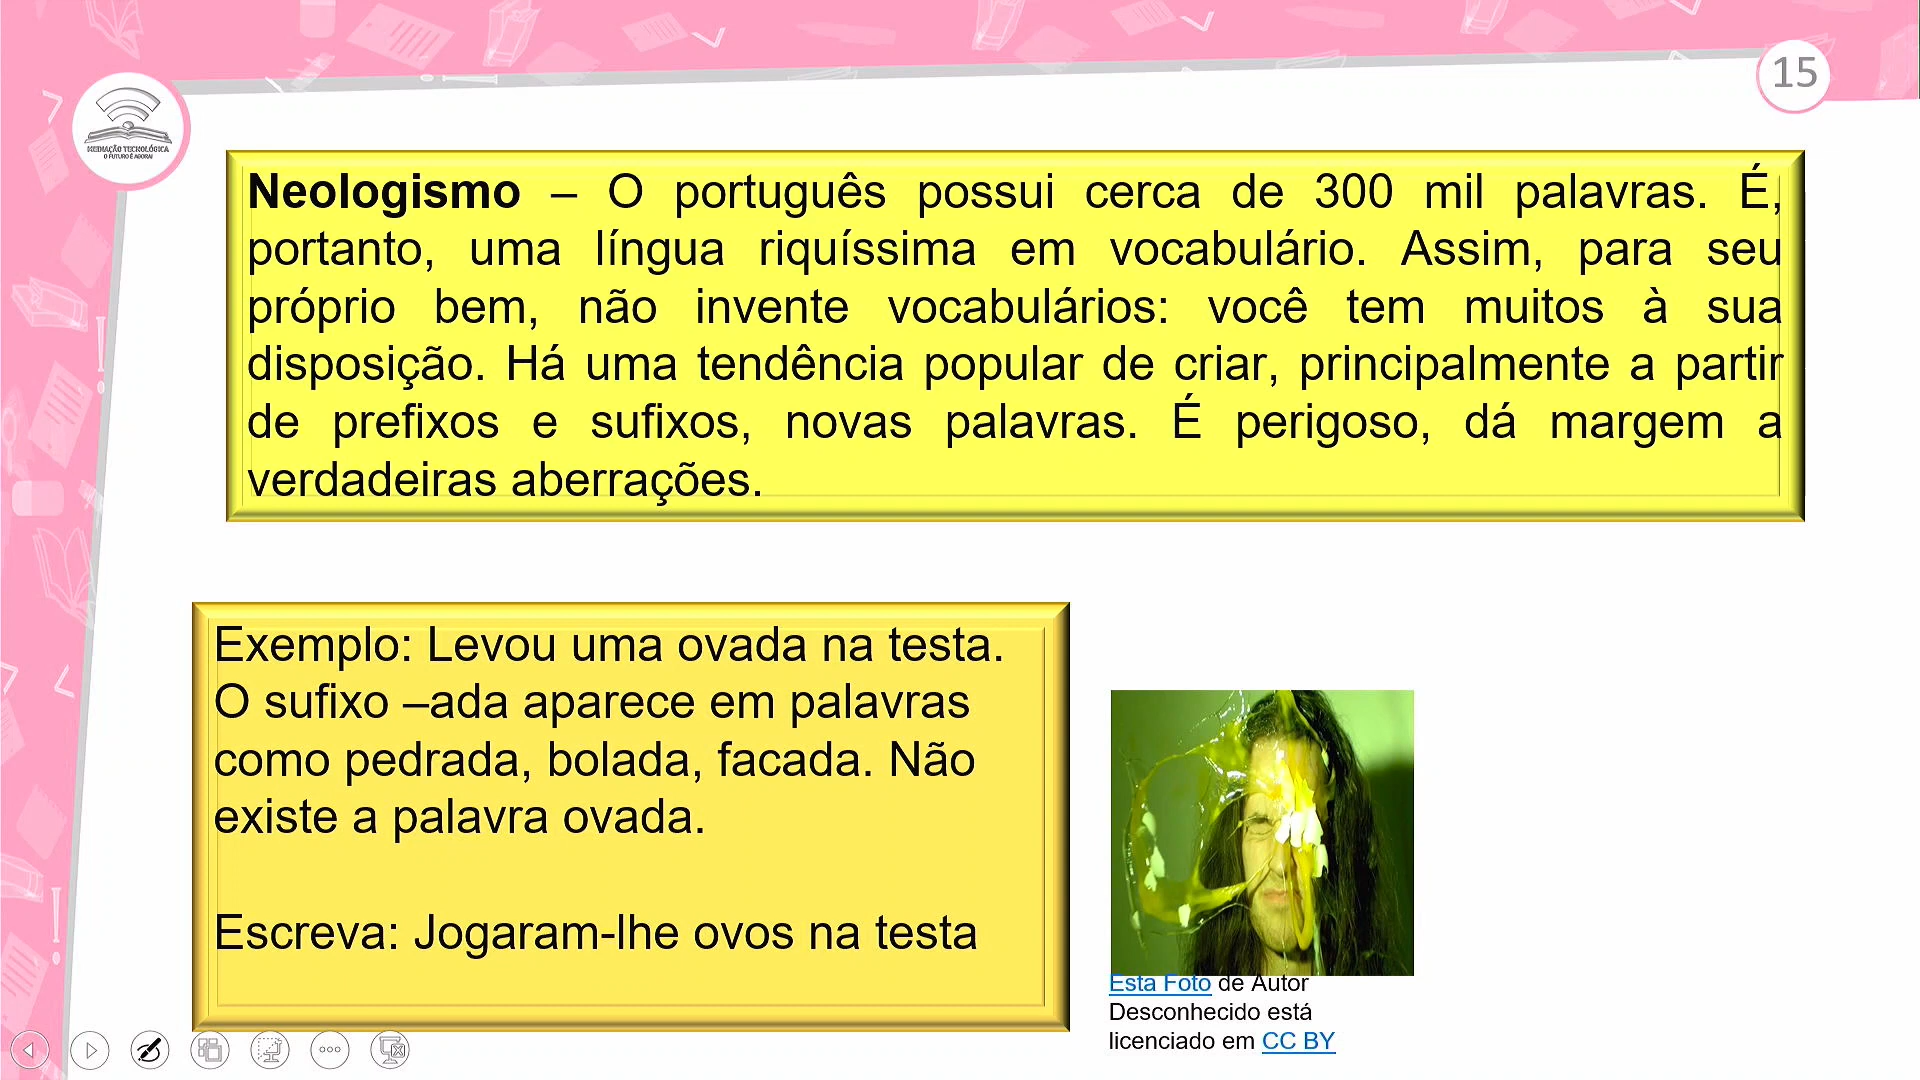 15
MEDIAÇÃO TECNOLÓGICA
O FUTURO É AGORA!
Neologismo – O português possui cerca de 300 mil palavras. É,
portanto, uma língua riquíssima em vocabulário. Assim, para seu
próprio bem, não invente vocabulários: você tem muitos à sua
disposição. Há uma tendência popular de criar, principalmente a partir
de prefixos e sufixos, novas palavras. É perigoso, dá margem a
verdadeiras aberrações.
Exemplo: Levou uma ovada na testa.
O sufixo –ada aparece em palavras
como pedrada, bolada, facada. Não
existe a palavra ovada.
Escreva: Jogaram-lhe ovos na testa
Esta Foto de Autor
Desconhecido está
licenciado em CC BY